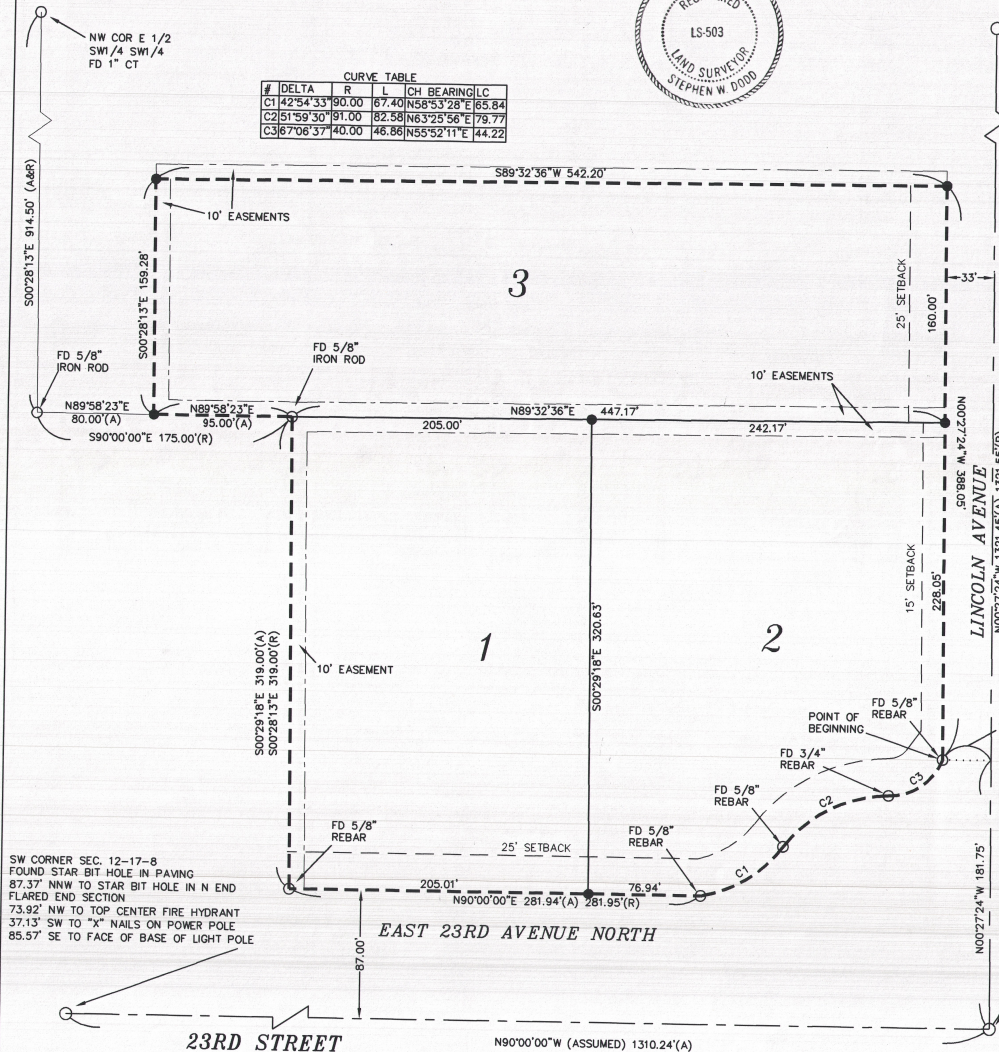 REGISTERED
LS-503
LAND SURVEYOR
STEPHEN W. DODD
NW COR E 1/2
SW1/4 SW1/4
FD 1" CT
CURVE TABLE
# DELTA R L CH BEARING LC
C1 42°54'33" 90.00 67.40 N58°53'28"E 65.84
C2 51°59'30" 91.00 82.58 N63°25'56"E 79.77
C3 67°06'37" 40.00 46.86 N55°52'11"E 44.22
S00°28'13"E 914.50' (A&R)
S89°32'36"W 542.20'
10' EASEMENTS
S00°28'13"E 159.28'
3
25' SETBACK
160.00'
33'
FD 5/8"
IRON ROD
FD 5/8"
IRON ROD
10' EASEMENTS
N89°58'23"E
80.00'(A)
N89°58'23"E
95.00'(A)
S90°00'00"E 175.00'(R)
N89°32'36"E 447.17'
205.00'
242.17'
N00°27'24"W 388.05'
LINCOLN AVENUE
N00°27'24"W 1321.45'(A) 1321.55'(R)
15' SETBACK
228.05'
S00°29'18"E 319.00'(A)
S00°28'13"E 319.00'(R)
10' EASEMENT
1
S00°29'18"E 320.63'
2
POINT OF
BEGINNING
FD 5/8"
REBAR
FD 3/4"
REBAR
C3
C2
FD 5/8"
REBAR
C1
FD 5/8"
REBAR
25' SETBACK
FD 5/8"
REBAR
SW CORNER SEC. 12-17-8
FOUND STAR BIT HOLE IN PAVING
87.37' NNW TO STAR BIT HOLE IN N END
FLARED END SECTION
73.92' NW TO TOP CENTER FIRE HYDRANT
37.13' SW TO "X" NAILS ON POWER POLE
85.57' SE TO FACE OF BASE OF LIGHT POLE
205.01'
76.94'
N90°00'00"E 281.94'(A) 281.95'(R)
EAST 23RD AVENUE NORTH
87.00'
N00°27'24"W 181.75'
23RD STREET
N90°00'00"W (ASSUMED) 1310.24'(A)